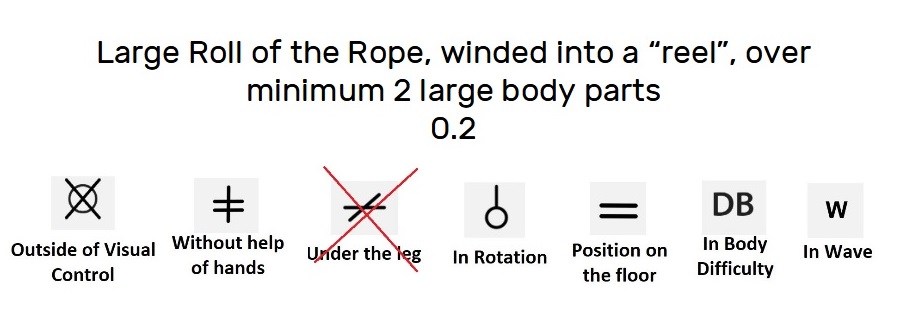 Large Roll of the Rope, winded into a “reel”, over
minimum 2 large body parts
0.2
DB
W
Outside of Visual
Control
Without help
of hands
Under the leg
In Rotation
Position on
the floor
In Body
Difficulty
In Wave